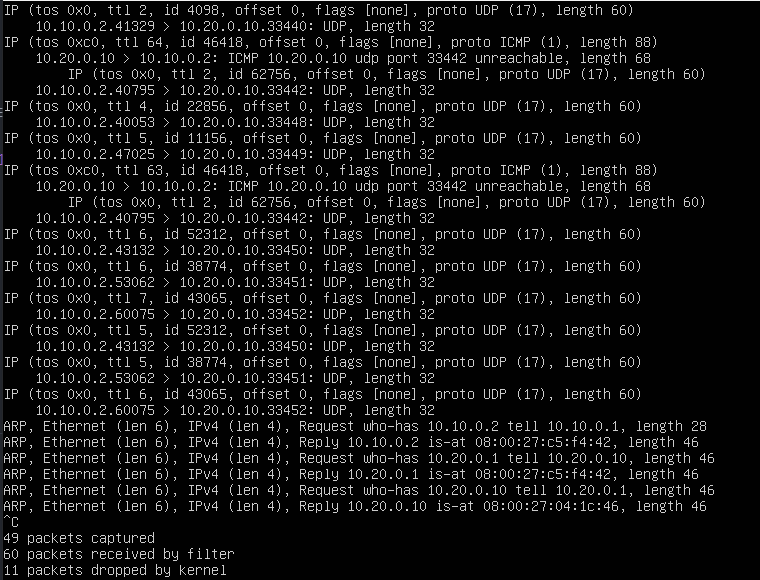 IP (tos 0x0, ttl 2, id 4098, offset 0, flags [none], proto UDP (17), length 60)
    10.10.0.2.41329 > 10.20.0.10.33440: UDP, length 32
IP (tos 0xc0, ttl 64, id 46418, offset 0, flags [none], proto ICMP (1), length 88)
    10.20.0.10 > 10.10.0.2: ICMP 10.20.0.10 udp port 33442 unreachable, length 68
        IP (tos 0x0, ttl 2, id 62756, offset 0, flags [none], proto UDP (17), length 60)
    10.10.0.2.40795 > 10.20.0.10.33442: UDP, length 32
IP (tos 0x0, ttl 4, id 22856, offset 0, flags [none], proto UDP (17), length 60)
    10.10.0.2.40053 > 10.20.0.10.33448: UDP, length 32
IP (tos 0x0, ttl 5, id 11156, offset 0, flags [none], proto UDP (17), length 60)
    10.10.0.2.47025 > 10.20.0.10.33449: UDP, length 32
IP (tos 0xc0, ttl 63, id 46418, offset 0, flags [none], proto ICMP (1), length 88)
    10.20.0.10 > 10.10.0.2: ICMP 10.20.0.10 udp port 33442 unreachable, length 68
        IP (tos 0x0, ttl 2, id 62756, offset 0, flags [none], proto UDP (17), length 60)
    10.10.0.2.40795 > 10.20.0.10.33442: UDP, length 32
IP (tos 0x0, ttl 6, id 52312, offset 0, flags [none], proto UDP (17), length 60)
    10.10.0.2.43132 > 10.20.0.10.33450: UDP, length 32
IP (tos 0x0, ttl 6, id 38774, offset 0, flags [none], proto UDP (17), length 60)
    10.10.0.2.53062 > 10.20.0.10.33451: UDP, length 32
IP (tos 0x0, ttl 7, id 43065, offset 0, flags [none], proto UDP (17), length 60)
    10.10.0.2.60075 > 10.20.0.10.33452: UDP, length 32
IP (tos 0x0, ttl 5, id 52312, offset 0, flags [none], proto UDP (17), length 60)
    10.10.0.2.43132 > 10.20.0.10.33450: UDP, length 32
IP (tos 0x0, ttl 5, id 38774, offset 0, flags [none], proto UDP (17), length 60)
    10.10.0.2.53062 > 10.20.0.10.33451: UDP, length 32
IP (tos 0x0, ttl 6, id 43065, offset 0, flags [none], proto UDP (17), length 60)
    10.10.0.2.60075 > 10.20.0.10.33452: UDP, length 32
ARP, Ethernet (len 6), IPv4 (len 4), Request who-has 10.10.0.2 tell 10.10.0.1, length 28
ARP, Ethernet (len 6), IPv4 (len 4), Reply 10.10.0.2 is-at 08:00:27:c5:f4:42, length 46
ARP, Ethernet (len 6), IPv4 (len 4), Request who-has 10.20.0.1 tell 10.20.0.10, length 46
ARP, Ethernet (len 6), IPv4 (len 4), Reply 10.20.0.1 is-at 08:00:27:c5:f4:42, length 46
ARP, Ethernet (len 6), IPv4 (len 4), Request who-has 10.20.0.10 tell 10.20.0.1, length 46
ARP, Ethernet (len 6), IPv4 (len 4), Reply 10.20.0.10 is-at 08:00:27:04:1c:46, length 46
^C
49 packets captured
60 packets received by filter
11 packets dropped by kernel